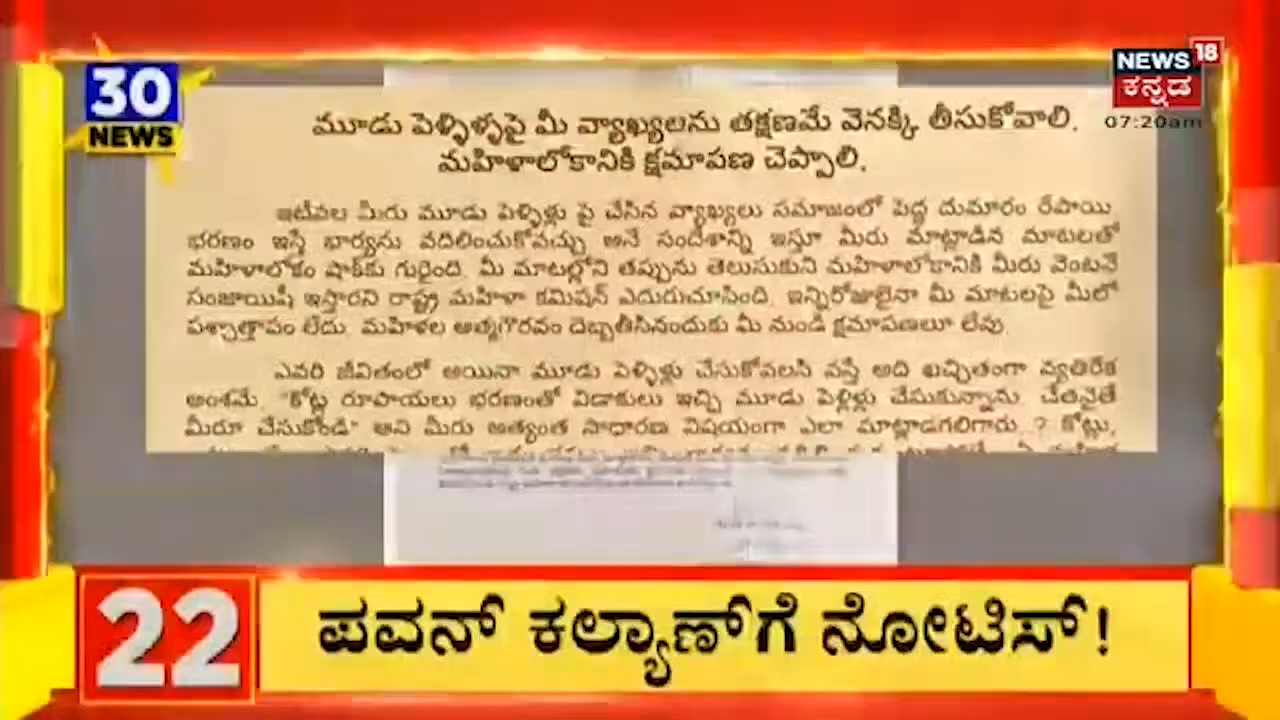 30
NEWS
NEWS 18
ಕನ್ನಡ
07:20am
మూడు పెళ్ళిళ్ళపై మీ వ్యాఖ్యలను తక్షణమే వెనక్కి తీసుకోవాలి.
మహిళాలోకానికి క్షమాపణ చెప్పాలి.
ఇటీవల మీరు మూడు పెళ్ళిళ్లు పై చేసిన వ్యాఖ్యలు సమాజంలో పెద్ద దుమారం రేపాయి
భరణం ఇస్తే భార్యను వదిలించుకోవచ్చు అనే సందేశాన్ని ఇస్తూ మీరు మాట్లాడిన మాటలతో
మహిళాలోకం షాక్‌కు గురైంది. మీ మాటల్లోని తప్పును తెలుసుకుని మహిళాలోకానికి మీరు వెంటనే
సంజాయిషీ ఇస్తారని రాష్ట్ర మహిళా కమిషన్ ఎదురుచూసింది. ఇన్నిరోజులైనా మీ మాటలపై మీలో
పశ్చాత్తాపం లేదు. మహిళల ఆత్మగౌరవం దెబ్బతీసినందుకు మీ నుండి క్షమాపణలూ లేవు.
ఎవరి జీవితంలో అయినా మూడు పెళ్ళిళ్లు చేసుకోవలసి వస్తే అది ఖచ్చితంగా వ్యతిరేక
అంశమే. "కోట్ల రూపాయలు భరణంతో విడాకులు ఇచ్చి మూడు పెళ్లిళ్లు చేసుకున్నాను. చేతనైతే
మీరూ చేసుకోండి" అని మీరు అత్యంత సాధారణ విషయంగా ఎలా మాట్లాడగలిగారు..? కోట్లు,
22
ಪವನ್ ಕಲ್ಯಾಣ್‌ಗೆ ನೋಟಿಸ್!